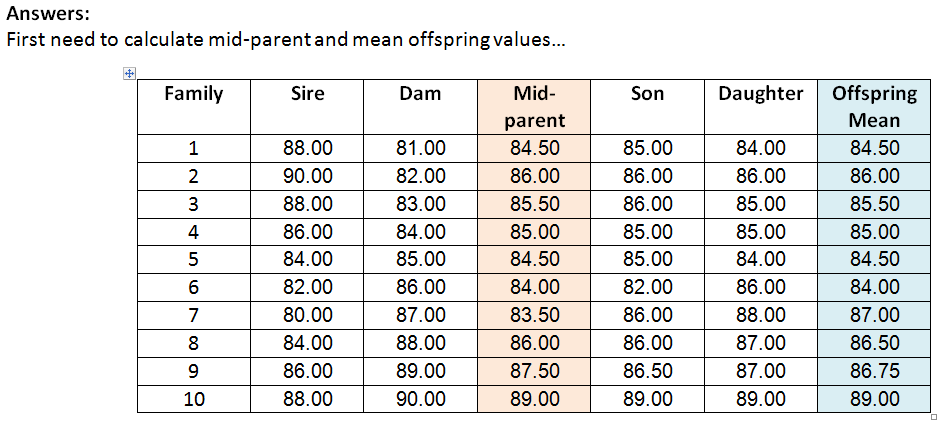 Answers:
First need to calculate mid-parent and mean offspring values...
Family Sire Dam Mid-parent Son Daughter Offspring Mean
1 88.00 81.00 84.50 85.00 84.00 84.50
2 90.00 82.00 86.00 86.00 86.00 86.00
3 88.00 83.00 85.50 86.00 85.00 85.50
4 86.00 84.00 85.00 85.00 85.00 85.00
5 84.00 85.00 84.50 85.00 84.00 84.50
6 82.00 86.00 84.00 82.00 86.00 84.00
7 80.00 87.00 83.50 86.00 88.00 87.00
8 84.00 88.00 86.00 86.00 87.00 86.50
9 86.00 89.00 87.50 86.50 87.00 86.75
10 88.00 90.00 89.00 89.00 89.00 89.00